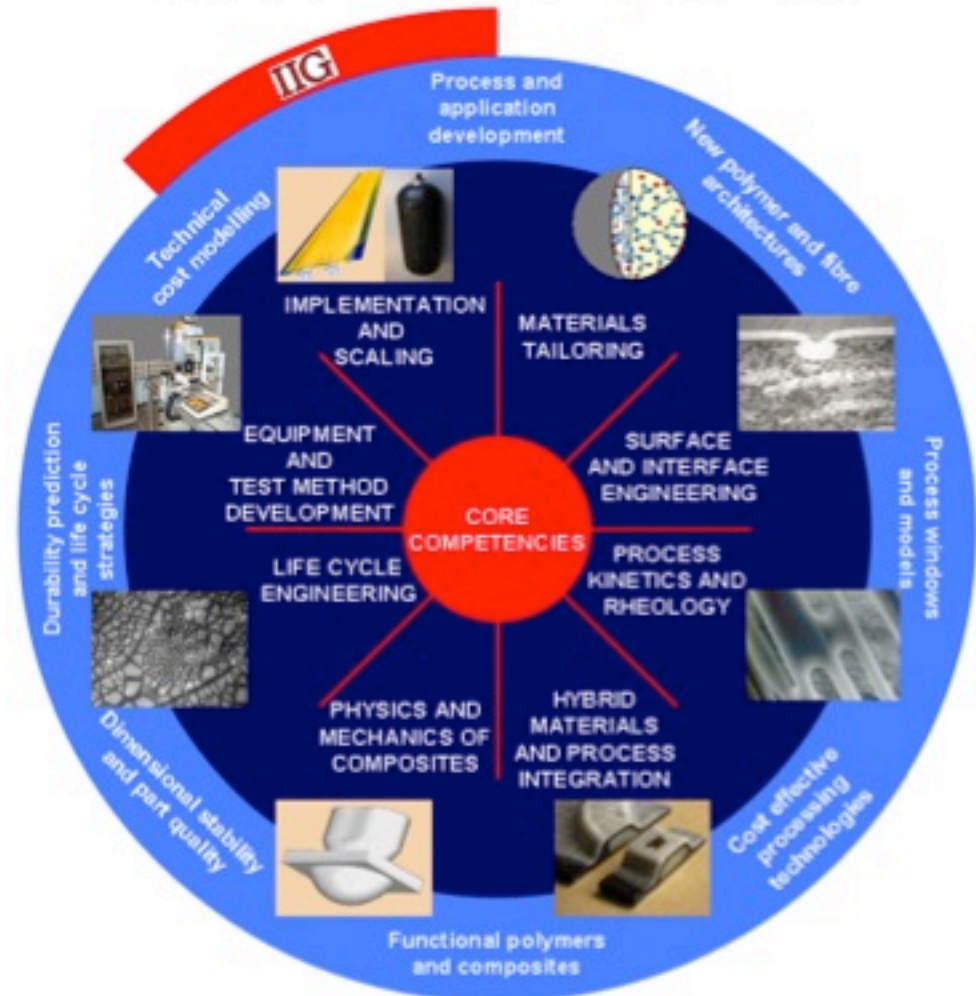 IIG
Process and
application
development
New polymer and fibre
architectures
Process windows
and models
Cost effective
processing
technologies
Functional polymers
and composites
Dimensional stability
and part quality
Durability prediction
and life cycle
strategies
Technical
cost modelling
IMPLEMENTATION
AND
SCALING
MATERIALS
TAILORING
SURFACE
AND INTERFACE
ENGINEERING
PROCESS
KINETICS AND
RHEOLOGY
HYBRID
MATERIALS
AND PROCESS
INTEGRATION
PHYSICS AND
MECHANICS OF
COMPOSITES
LIFE CYCLE
ENGINEERING
EQUIPMENT
AND
TEST METHOD
DEVELOPMENT
CORE
COMPETENCIES